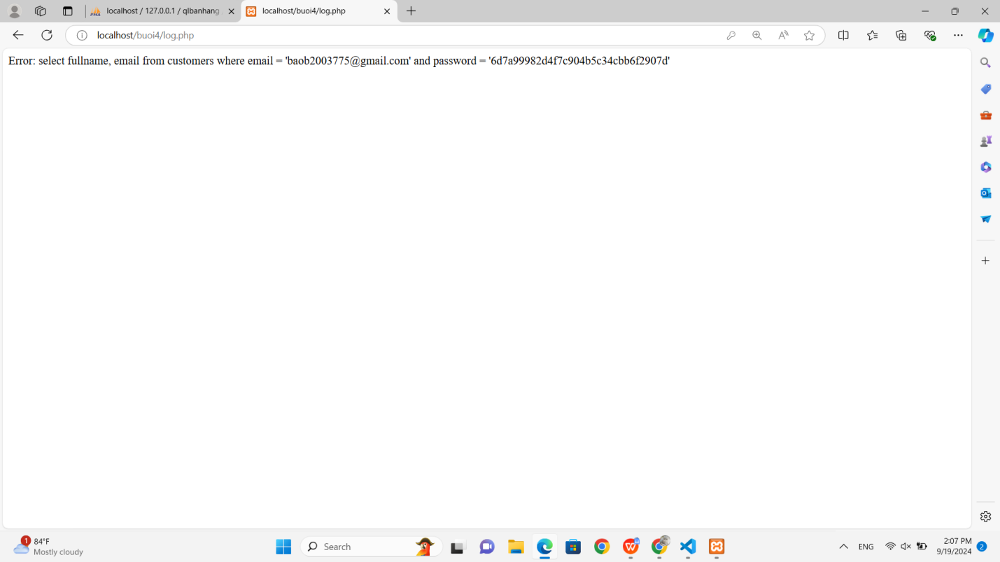 localhost / 127.0.0.1 / qlbanhang
localhost/buoi4/log.php
localhost/buoi4/log.php
Error: select fullname, email from customers where email = 'baob2003775@gmail.com' and password = '6d7a99982d4f7c904b5c34cbb6f2907d'
1
84°F
Mostly cloudy
Search
ENG
2:07 PM
9/19/2024
2